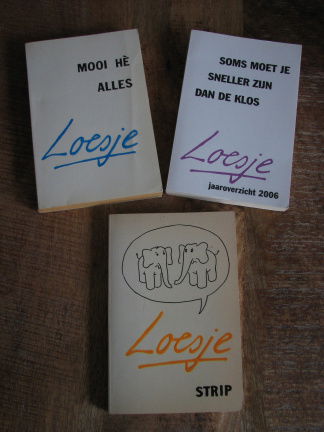 MOOI HÈ
ALLES
Loesje
SOMS MOET JE
SNELLER ZIJN
DAN DE KLOS
Loesje
jaaroverzicht 2006
Loesje
STRIP